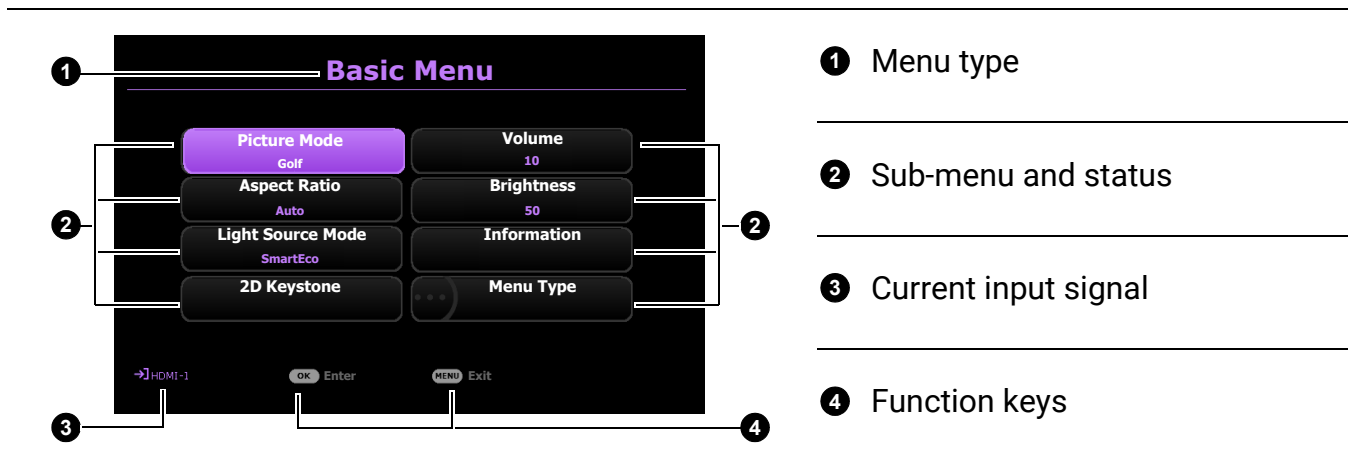 1 Basic Menu
Picture Mode
Golf
Volume
10
Aspect Ratio
Auto
Brightness
50
2
2
Light Source Mode
SmartEco
Information
2D Keystone
Menu Type
HDMI-1
OK Enter
MENU Exit
3
4
1 Menu type
2 Sub-menu and status
3 Current input signal
4 Function keys